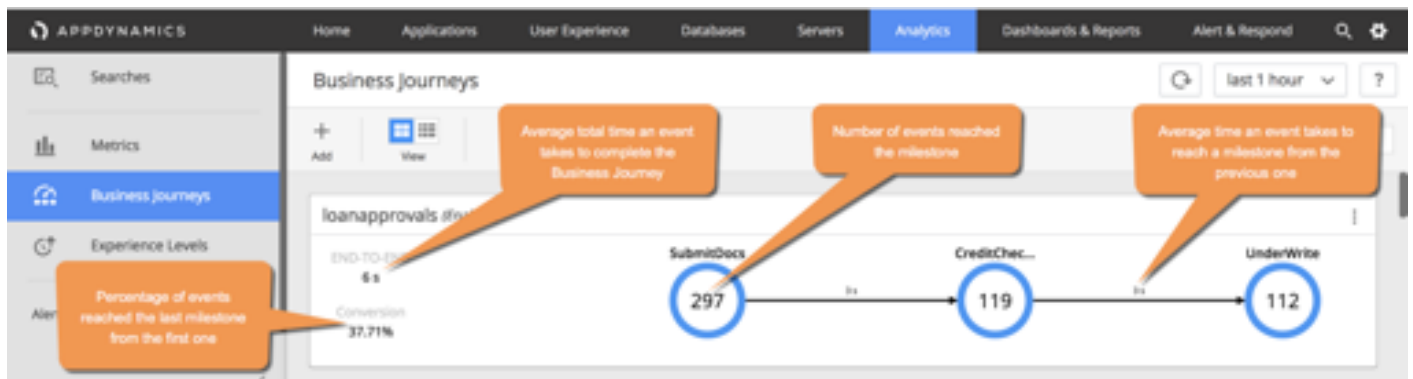 APPDYNAMICS
Home Applications User Experience Databases Servers Analytics Dashboards & Reports Alert & Respond
Searches
Business Journeys
last 1 hour
?
Metrics
Add
View
Average total time an event
takes to complete the
Business Journey
Number of events reached
the milestone
Average time an event takes to
reach a milestone from the
previous one
Business Journeys
loanapprovals
Experience Levels
END-TO-E
6 s
SubmitDocs
CreditChec...
UnderWrite
297
119
112
Aler
Percentage of events
reached the last milestone
from the first one
Conversion
37.71%